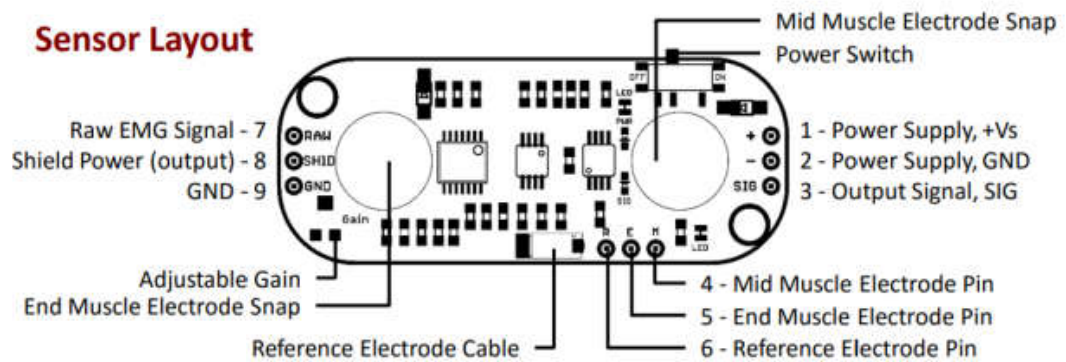 Sensor Layout
Mid Muscle Electrode Snap
Power Switch
OFF
ON
LED
PWR
Raw EMG Signal - 7
RAW
+
1 - Power Supply, +Vs
Shield Power (output) - 8
SHID
-
2 - Power Supply, GND
GND - 9
GND
SIG
SIG
3 - Output Signal, SIG
Gain
R E M
LED
Adjustable Gain
4 - Mid Muscle Electrode Pin
End Muscle Electrode Snap
5 - End Muscle Electrode Pin
Reference Electrode Cable
6 - Reference Electrode Pin